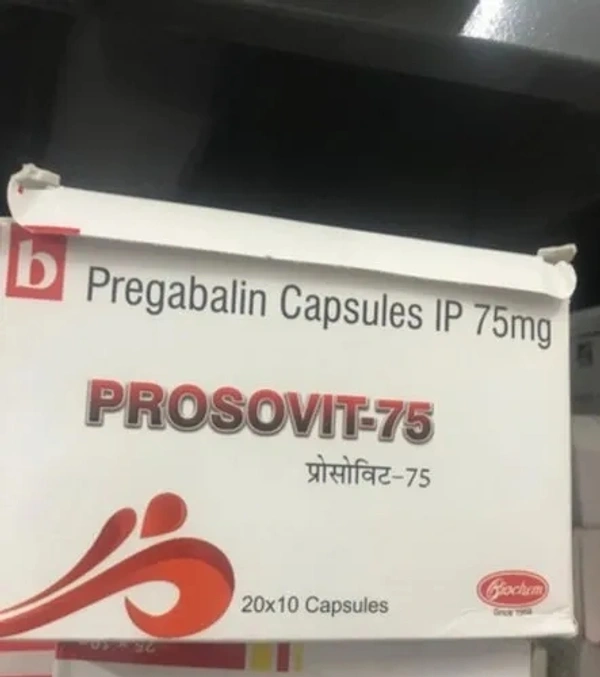 b
Pregabalin Capsules IP 75mg
PROSOVIT-75
प्रोसोविट-75
20x10 Capsules
Biochem